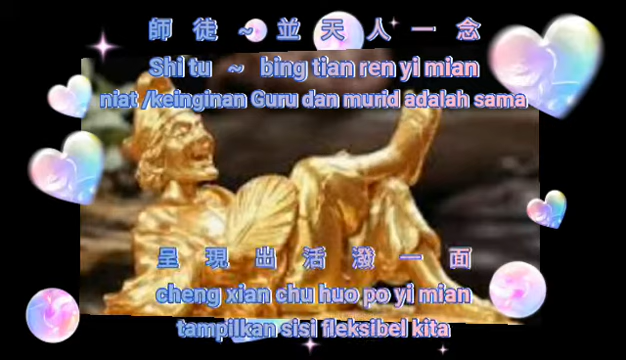 師 徒 ~ 並 天 人 一 念
Shi tu ~ bing tian ren yi mian
niat /keinginan Guru dan murid adalah sama
呈 現 出 活 潑 一 面
cheng xian chu huo po yi mian
tampilkan sisi fleksibel kita